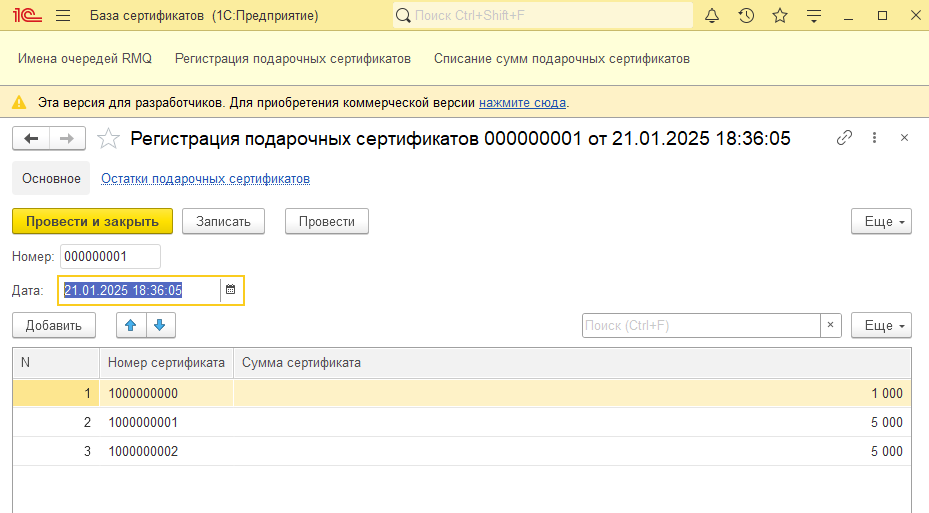 1С База сертификатов (1С:Предприятие) Поиск Ctrl+Shift+F
Имена очередей RMQ Регистрация подарочных сертификатов Списание сумм подарочных сертификатов
Эта версия для разработчиков. Для приобретения коммерческой версии нажмите сюда.
Регистрация подарочных сертификатов 000000001 от 21.01.2025 18:36:05
Основное Остатки подарочных сертификатов
Провести и закрыть Записать Провести Еще
Номер: 000000001
Дата: 21.01.2025 18:36:05
Добавить Поиск (Ctrl+F) × Еще
N Номер сертификата Сумма сертификата
1 1000000000 1 000
2 1000000001 5 000
3 1000000002 5 000